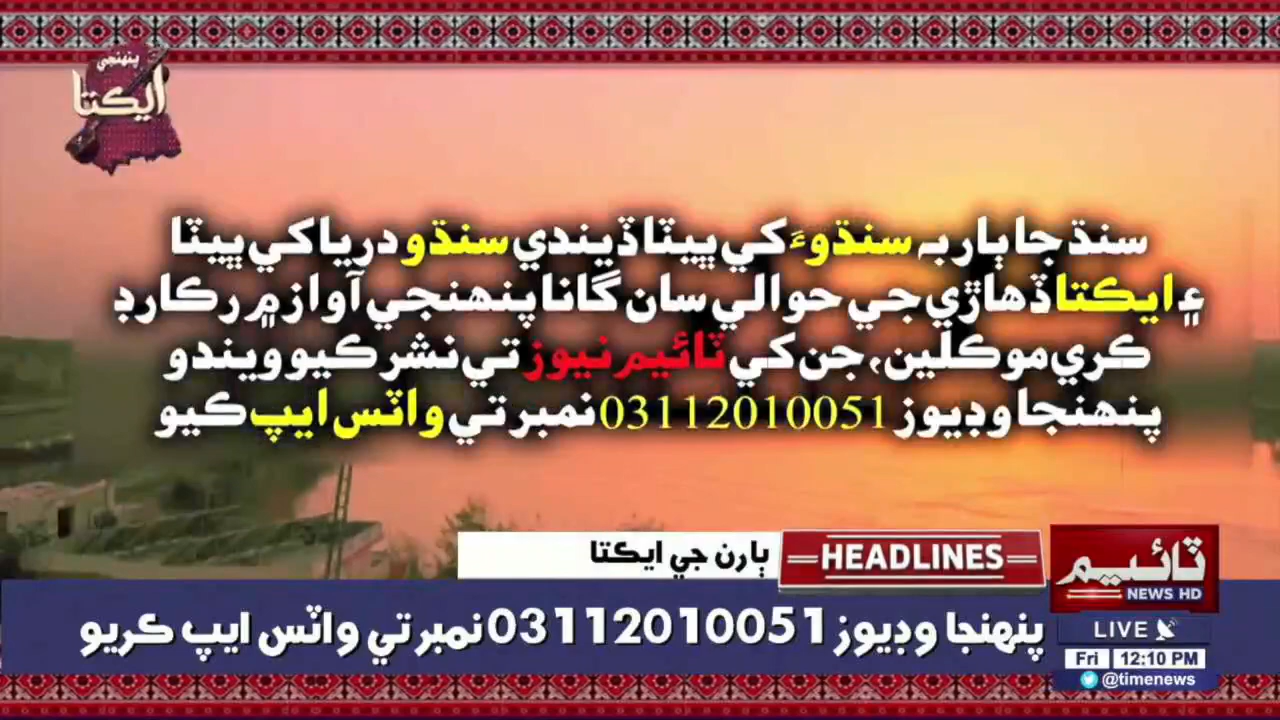 پنهنجي
ايڪتا
سنڌ جا ٻار به سنڌوءَ کي ڀيٽا ڏيندي سنڌو درياءَ کي ڀيٽا
۽ ايڪتا ڏهاڙي جي حوالي سان گانا پنهنجي آواز ۾ رڪارڊ
ڪري موڪلين، جن کي ٽائيم نيوز تي نشر ڪيو ويندو
پنهنجا وڊيوز 03112010051 نمبر تي واٽس ايپ ڪيو
ٻارن جي ايڪتا
HEADLINES
ٽائيم
NEWS HD
پنهنجا وڊيوز 03112010051 نمبر تي واٽس ايپ ڪريو
LIVE
Fri 12:10 PM
@timenews